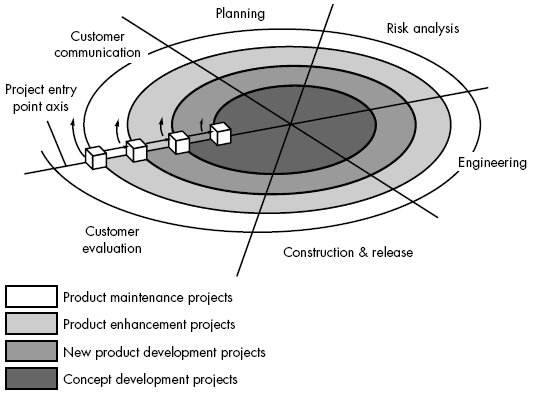 Planning
Customer
communication
Risk analysis
Project entry
point axis
Engineering
Customer
evaluation
Construction & release
Product maintenance projects
Product enhancement projects
New product development projects
Concept development projects